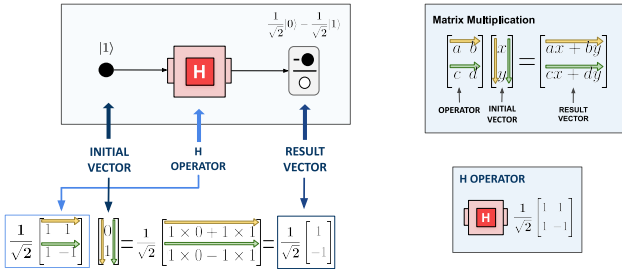 |1⟩
1/√2|0⟩ − 1/√2|1⟩
H
INITIAL
VECTOR
H
OPERATOR
RESULT
VECTOR
1/√2 [1 1; 1 −1] [0; 1] = 1/√2 [1 × 0 + 1 × 1; 1 × 0 − 1 × 1] = 1/√2 [1; −1]
Matrix Multiplication
[a b; c d] [x; y] = [ax + by; cx + dy]
OPERATOR
INITIAL
VECTOR
RESULT
VECTOR
H OPERATOR
H
1/√2 [1 1; 1 −1]